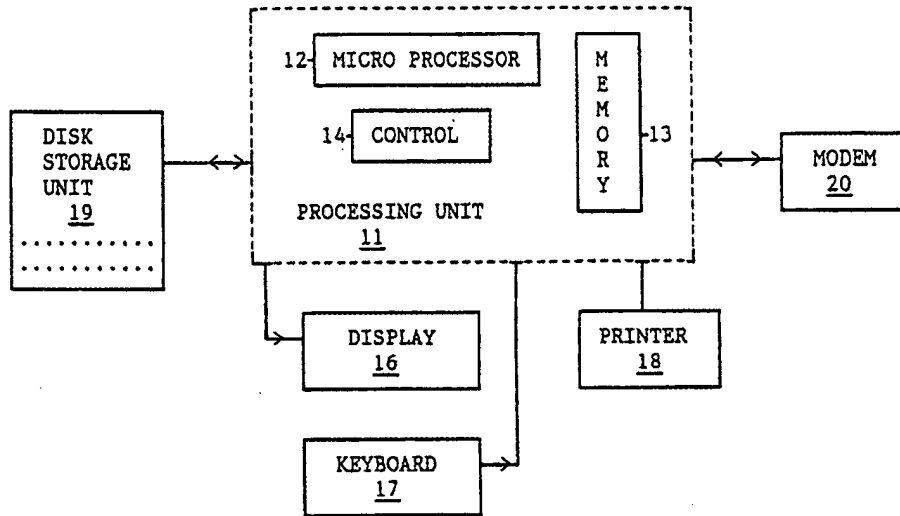 12
MICRO PROCESSOR
14
CONTROL
M
E
M
O
R
Y
13
PROCESSING UNIT
11
DISK
STORAGE
UNIT
19
MODEM
20
DISPLAY
16
PRINTER
18
KEYBOARD
17